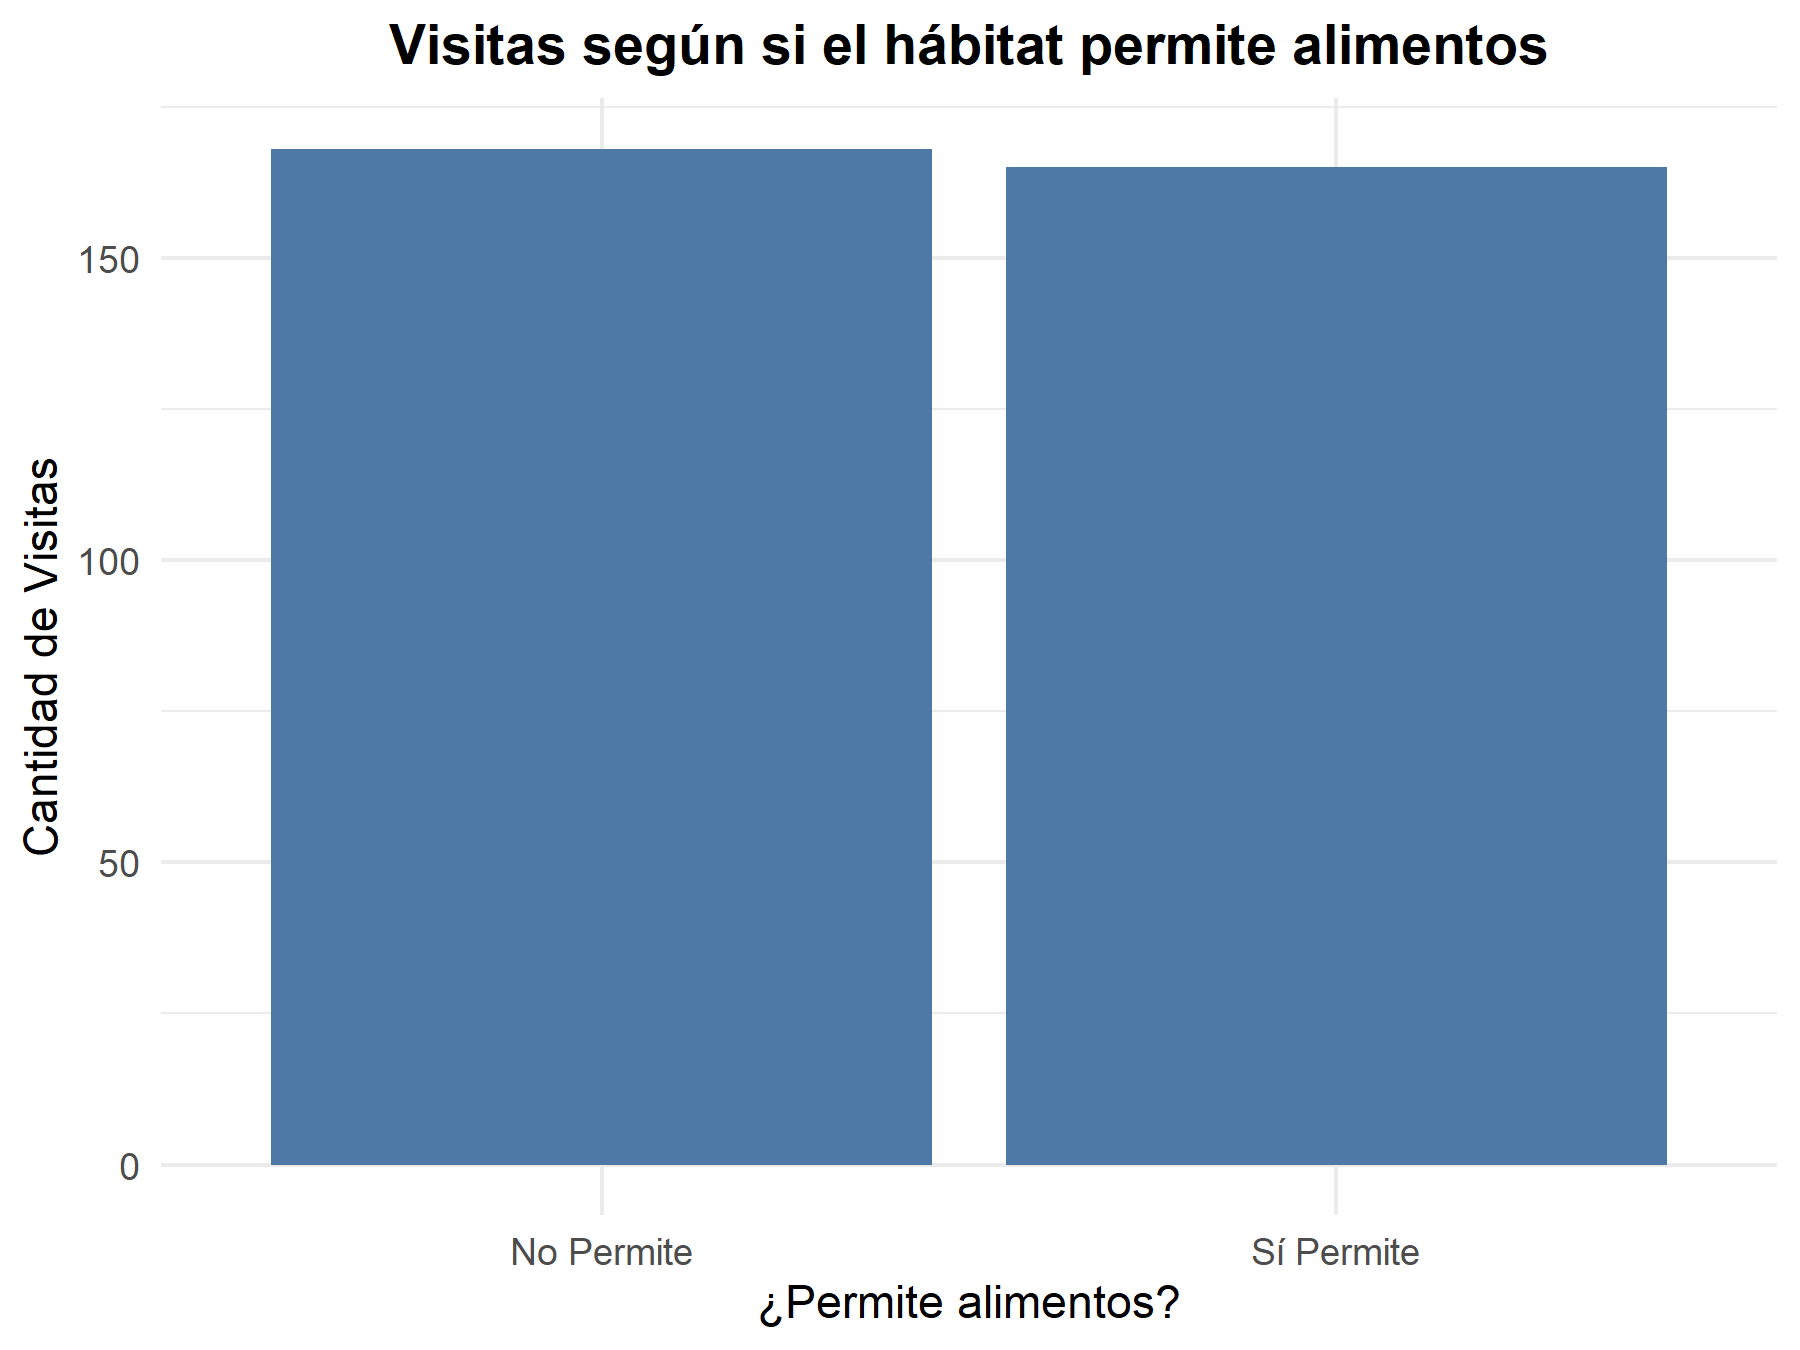 Visitas según si el hábitat permite alimentos
Cantidad de Visitas
150
100
50
0
No Permite
Sí Permite
¿Permite alimentos?